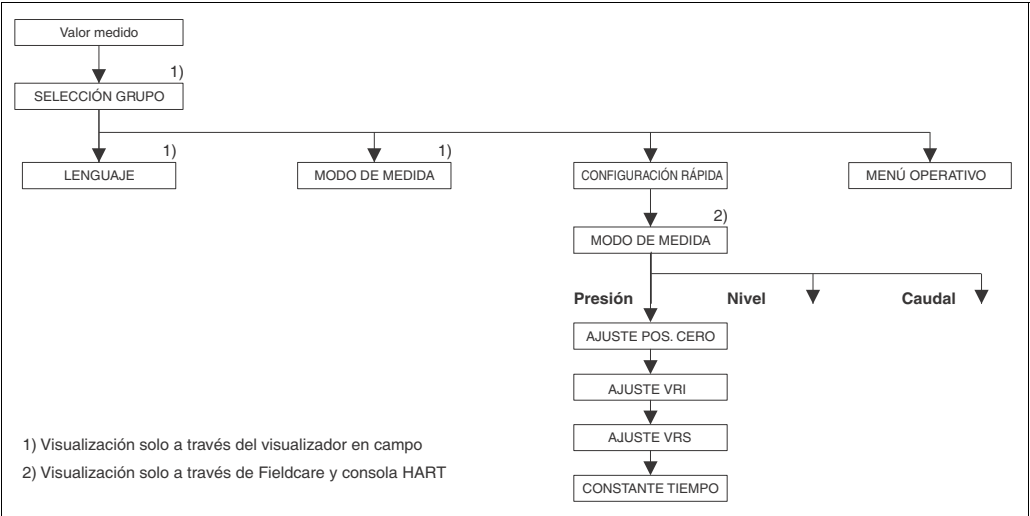 Valor medido
1)
SELECCIÓN GRUPO
1)
1)
LENGUAJE
MODO DE MEDIDA
CONFIGURACIÓN RÁPIDA
MENÚ OPERATIVO
2)
MODO DE MEDIDA
Presión
Nivel
Caudal
AJUSTE POS. CERO
AJUSTE VRI
AJUSTE VRS
CONSTANTE TIEMPO
1) Visualización solo a través del visualizador en campo
2) Visualización solo a través de Fieldcare y consola HART